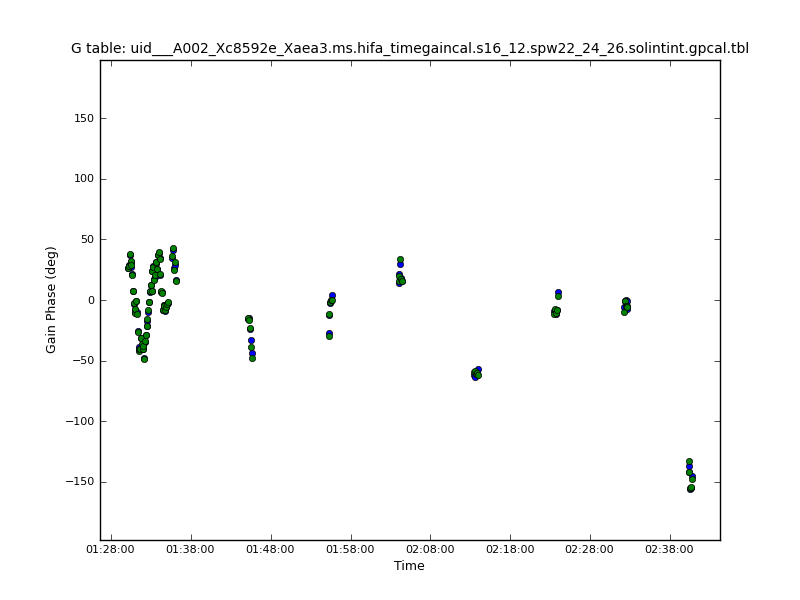 G table: uid___A002_Xc8592e_Xaea3.ms.hifa_timegaincal.s16_12.spw22_24_26.solintint.gpcal.tbl
150
100
50
0
−50
−100
−150
Gain Phase (deg)
01:28:00 01:38:00 01:48:00 01:58:00 02:08:00 02:18:00 02:28:00 02:38:00
Time